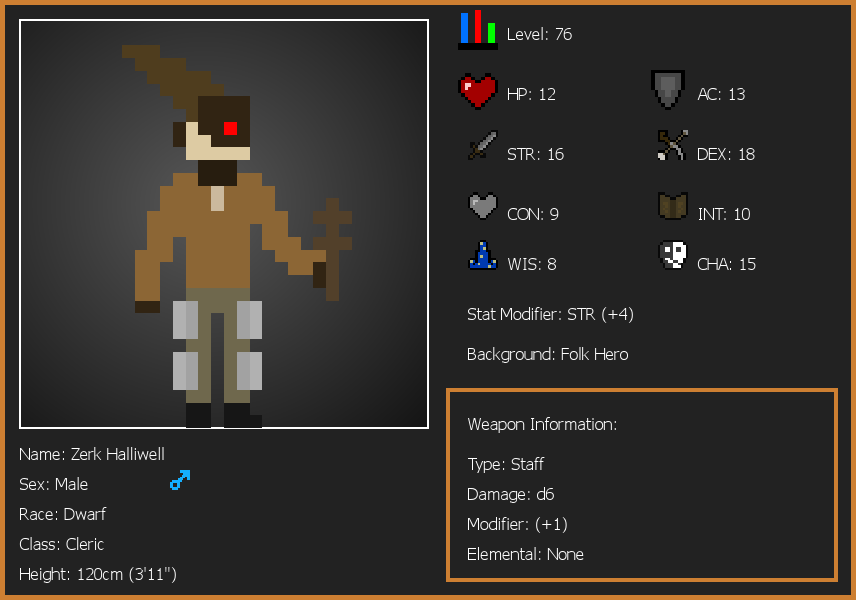 Level: 76
HP: 12
AC: 13
STR: 16
DEX: 18
CON: 9
INT: 10
WIS: 8
CHA: 15
Stat Modifier: STR (+4)
Background: Folk Hero
Weapon Information:
Type: Staff
Damage: d6
Modifier: (+1)
Elemental: None
Name: Zerk Halliwell
Sex: Male
Race: Dwarf
Class: Cleric
Height: 120cm (3'11")